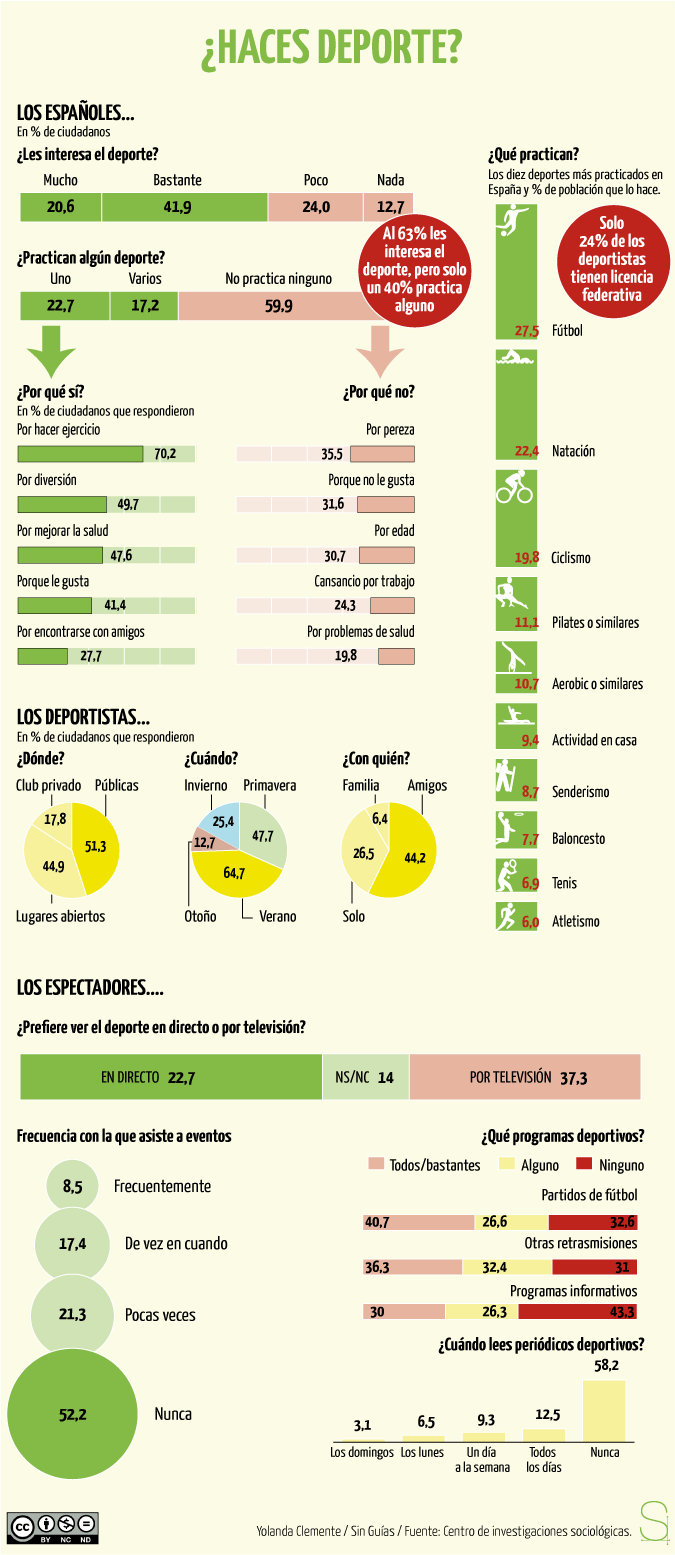 ¿HACES DEPORTE?
LOS ESPAÑOLES...
En % de ciudadanos
¿Les interesa el deporte?
Mucho Bastante Poco Nada
20,6 41,9 24,0 12,7
Al 63% les
interesa el
deporte, pero solo
un 40% practica
alguno
¿Practican algún deporte?
Uno Varios No practica ninguno
22,7 17,2 59,9
¿Por qué sí?
En % de ciudadanos que respondieron
Por hacer ejercicio
70,2
Por diversión
49,7
Por mejorar la salud
47,6
Porque le gusta
41,4
Por encontrarse con amigos
27,7
¿Por qué no?
Por pereza
35,5
Porque no le gusta
31,6
Por edad
30,7
Cansancio por trabajo
24,3
Por problemas de salud
19,8
¿Qué practican?
Los diez deportes más practicados en
España y % de población que lo hace.
Solo
24% de los
deportistas
tienen licencia
federativa
27,5 Fútbol
22,4 Natación
19,8 Ciclismo
11,1 Pilates o similares
10,7 Aerobic o similares
9,4 Actividad en casa
8,7 Senderismo
7,7 Baloncesto
6,9 Tenis
6,0 Atletismo
LOS DEPORTISTAS...
En % de ciudadanos que respondieron
¿Dónde?
Club privado Públicas
17,8
51,3
44,9
Lugares abiertos
¿Cuándo?
Invierno Primavera
25,4
47,7
12,7
64,7
Otoño Verano
¿Con quién?
Familia Amigos
6,4
26,5
44,2
Solo
LOS ESPECTADORES....
¿Prefiere ver el deporte en directo o por televisión?
EN DIRECTO 22,7 NS/NC 14 POR TELEVISIÓN 37,3
Frecuencia con la que asiste a eventos
8,5 Frecuentemente
17,4 De vez en cuando
21,3 Pocas veces
52,2 Nunca
¿Qué programas deportivos?
Todos/bastantes Alguno Ninguno
Partidos de fútbol
40,7 26,6 32,6
Otras retrasmisiones
36,3 32,4 31
Programas informativos
30 26,3 43,3
¿Cuándo lees periódicos deportivos?
3,1 6,5 9,3 12,5 58,2
Los domingos Los lunes Un día Todos Nunca
a la semana los días
cc BY NC ND
Yolanda Clemente / Sin Guías / Fuente: Centro de investigaciones sociológicas.
S